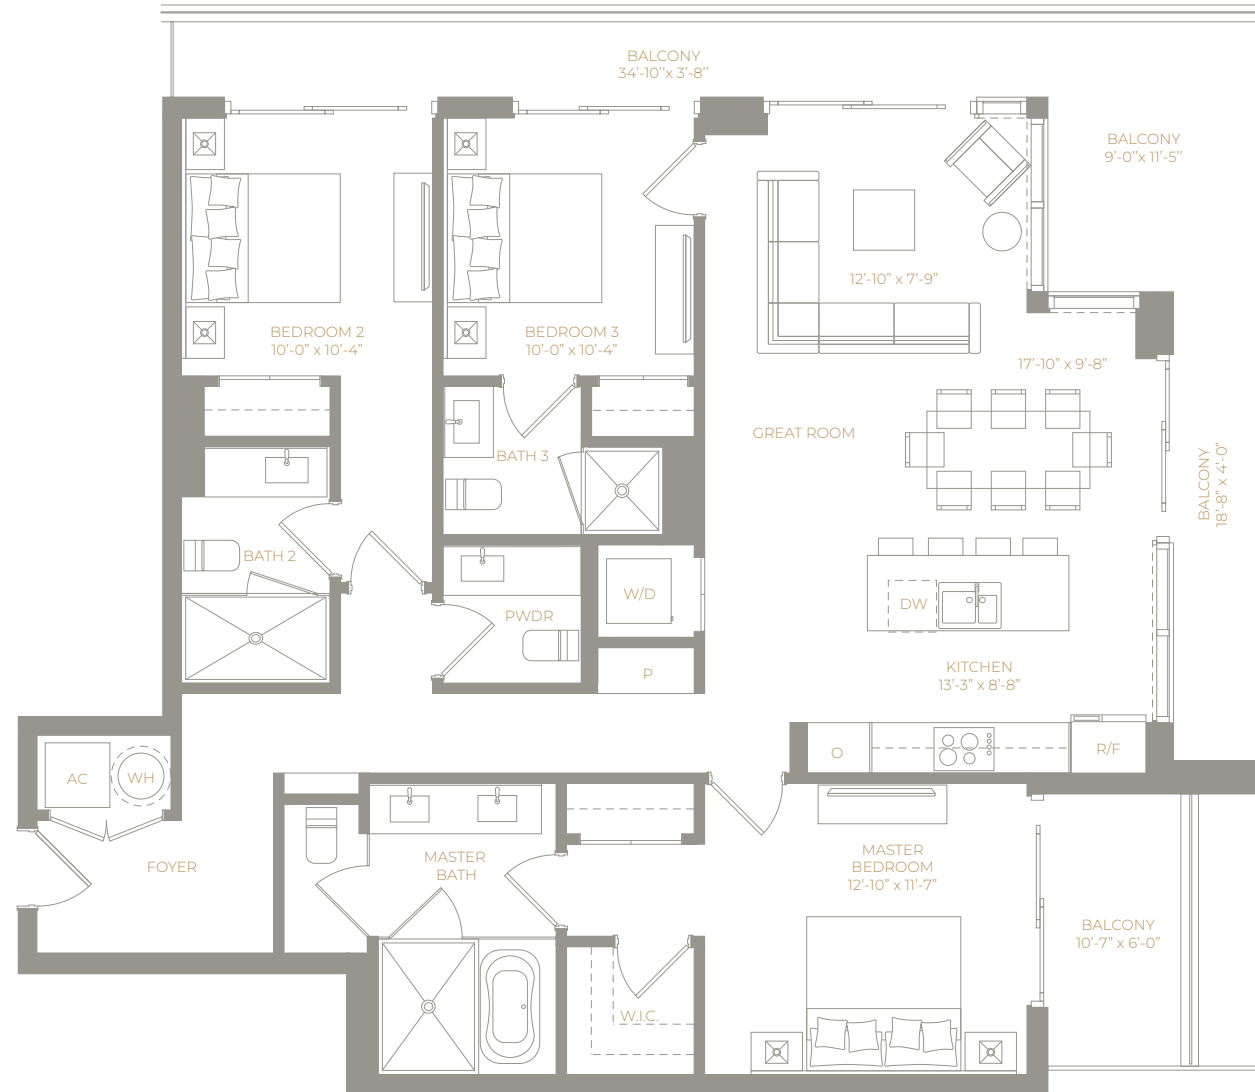 BALCONY
34'-10''x 3'-8''
BALCONY
9'-0''x 11'-5''
12'-10" x 7'-9"
BEDROOM 2
10'-0" x 10'-4"
BEDROOM 3
10'-0" x 10'-4"
17'-10" x 9'-8"
GREAT ROOM
BATH 3
BALCONY
18'-8" x 4'-0"
BATH 2
W/D
DW
PWDR
P
KITCHEN
13'-3" x 8'-8"
O
R/F
AC
WH
FOYER
MASTER
BATH
MASTER
BEDROOM
12'-10" x 11'-7"
BALCONY
10'-7" x 6'-0"
W.I.C.